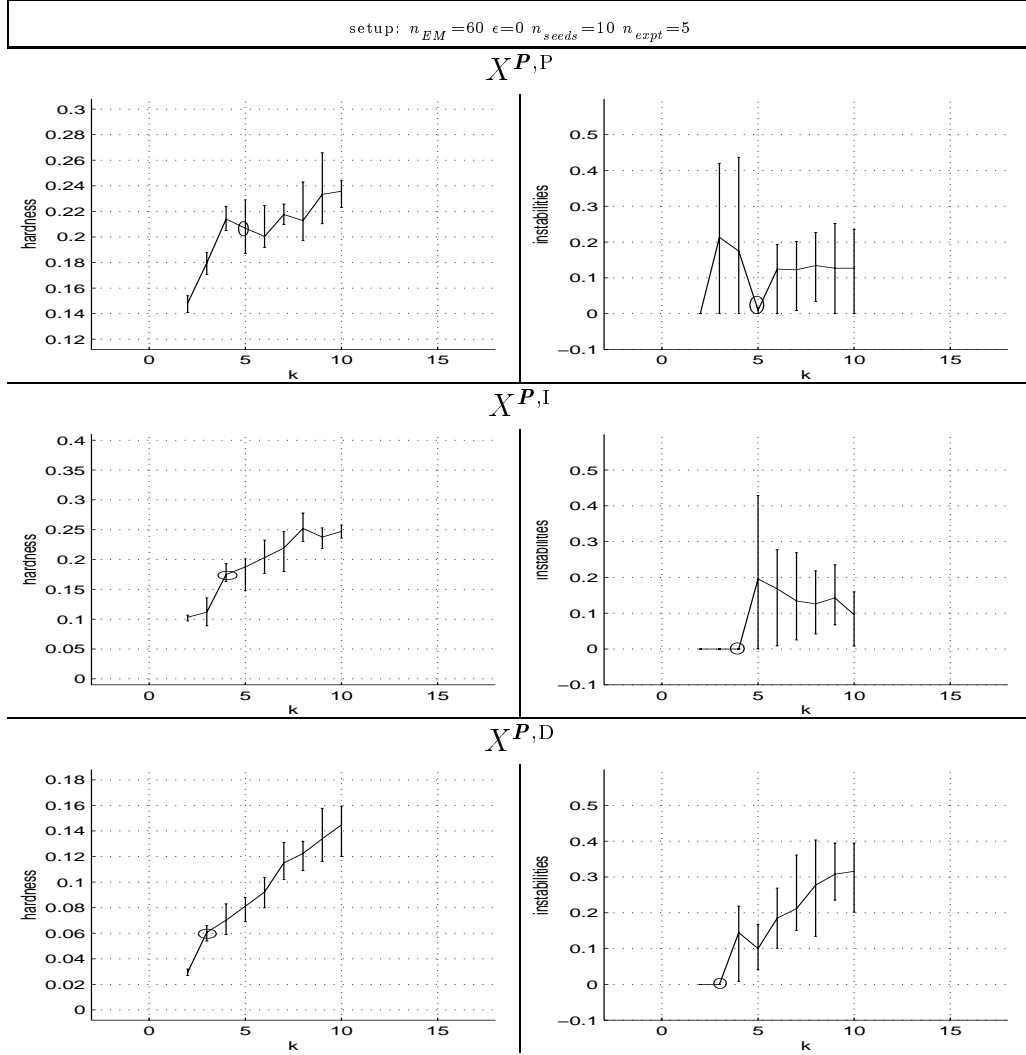 setup: n_EM=60 ϵ=0 n_seeds=10 n_expt=5
X^P,P
hardness
0.3
0.28
0.26
0.24
0.22
0.2
0.18
0.16
0.14
0.12
0 5 10 15
k
instabilities
0.5
0.4
0.3
0.2
0.1
0
−0.1
0 5 10 15
k
X^P,I
hardness
0.4
0.35
0.3
0.25
0.2
0.15
0.1
0.05
0
0 5 10 15
k
instabilities
0.5
0.4
0.3
0.2
0.1
0
−0.1
0 5 10 15
k
X^P,D
hardness
0.18
0.16
0.14
0.12
0.1
0.08
0.06
0.04
0.02
0
0 5 10 15
k
instabilities
0.5
0.4
0.3
0.2
0.1
0
−0.1
0 5 10 15
k